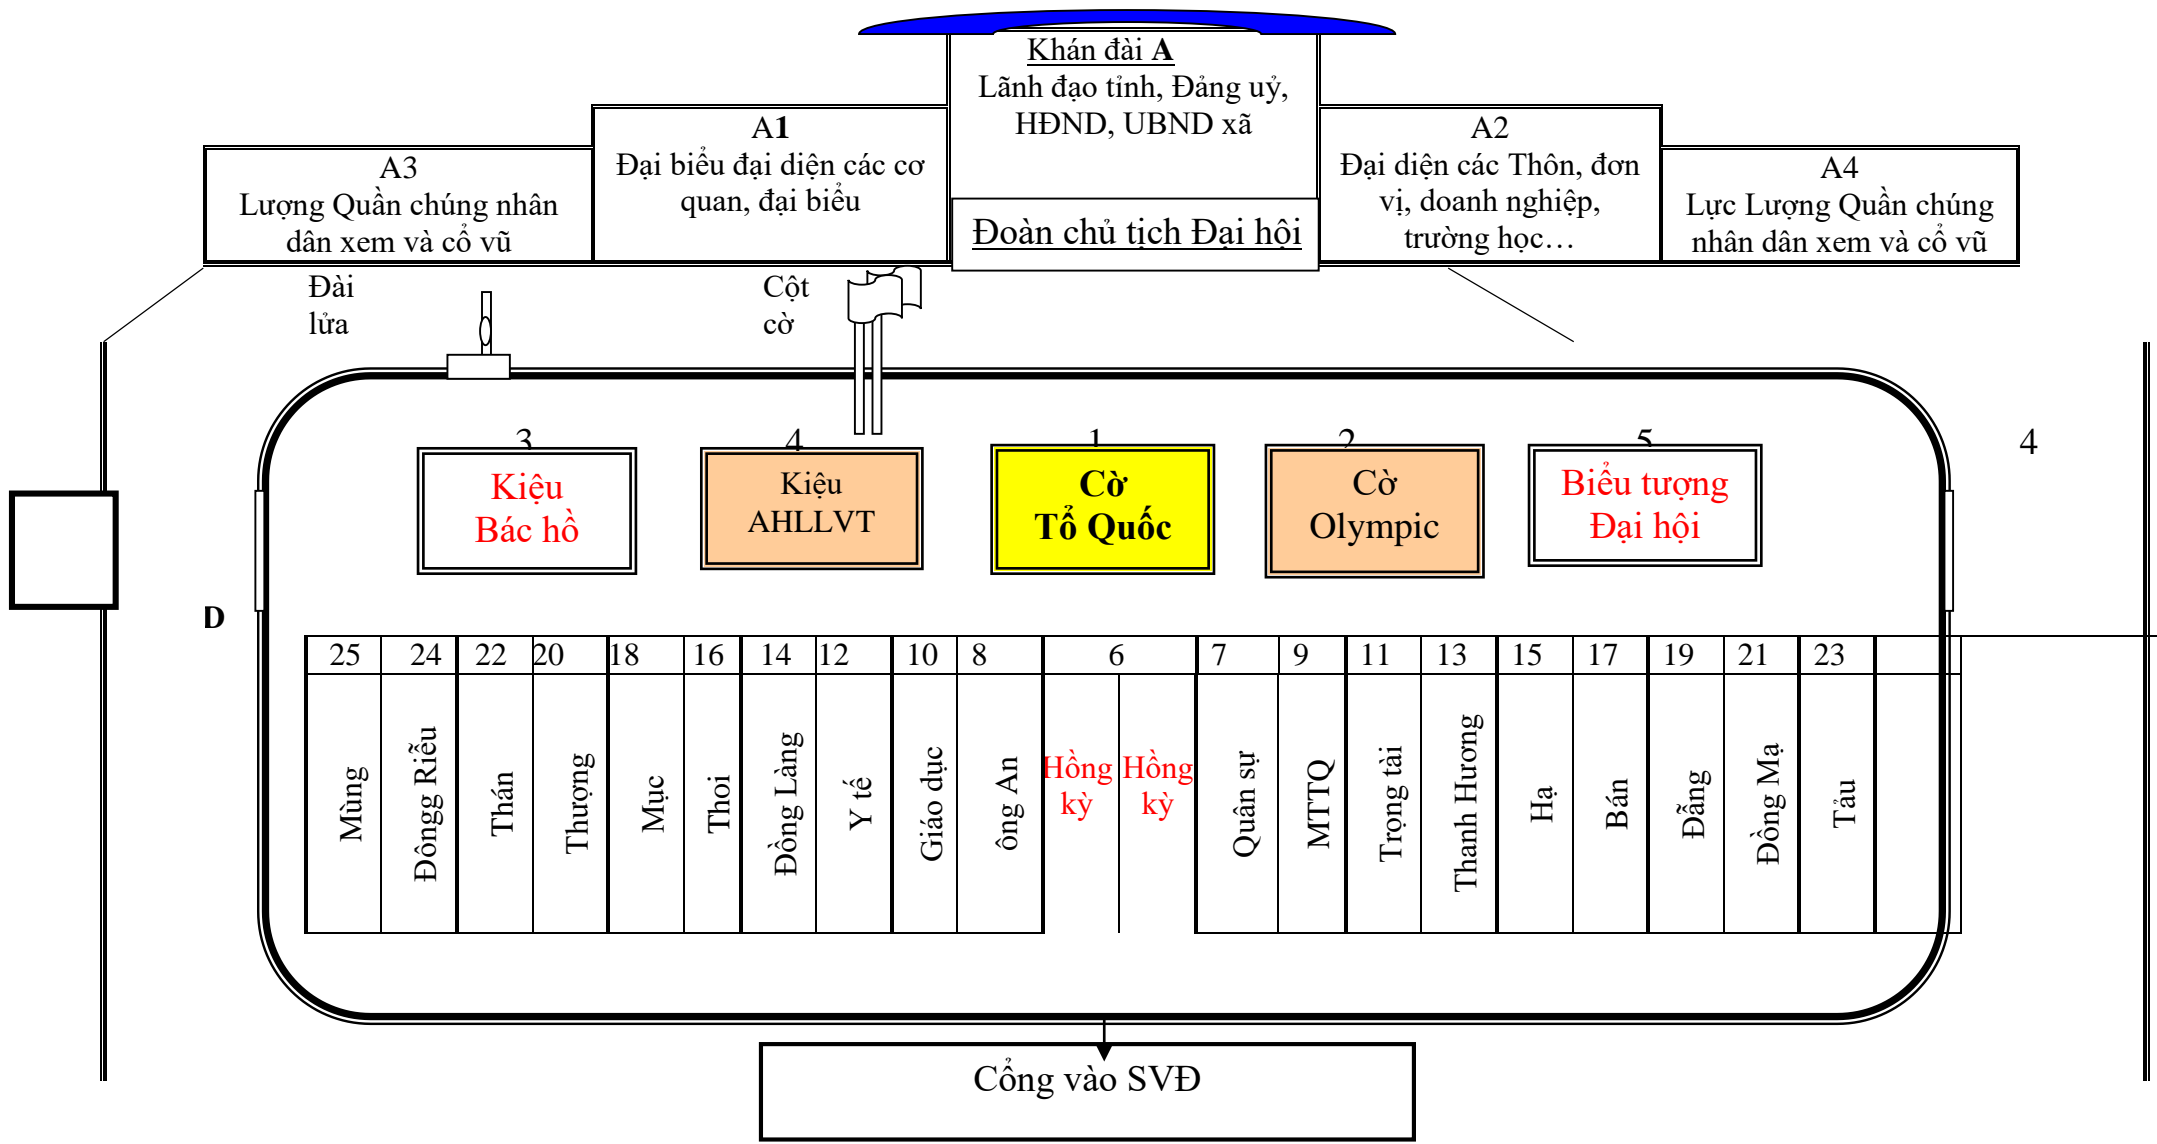 Khán đài A
Lãnh đạo tỉnh, Đảng uỷ,
HĐND, UBND xã
A1
Đại biểu đại diện các cơ
quan, đại biểu
A2
Đại diện các Thôn, đơn
vị, doanh nghiệp,
trường học…
A3
Lượng Quần chúng nhân
dân xem và cổ vũ
A4
Lực Lượng Quần chúng
nhân dân xem và cổ vũ
Đoàn chủ tịch Đại hội
Đài
lửa
Cột
cờ
3
4
1
2
5
4
Kiệu
Bác hồ
Kiệu
AHLLVT
Cờ
Tổ Quốc
Cờ
Olympic
Biểu tượng
Đại hội
D
25 24 22 20 18 16 14 12 10 8 6 7 9 11 13 15 17 19 21 23
Mùng
Đôngg Riễu
Thán
Thượng
Mục
Thoi
Đồng Làng
Y tế
Giáo dục
ông An
Hồng
kỳ
Hồng
kỳ
Quân sự
MTTQ
Trọng tài
Thanh Hương
Hạ
Bán
Đẵng
Đồng Mạ
Tảu
Cổng vào SVĐ